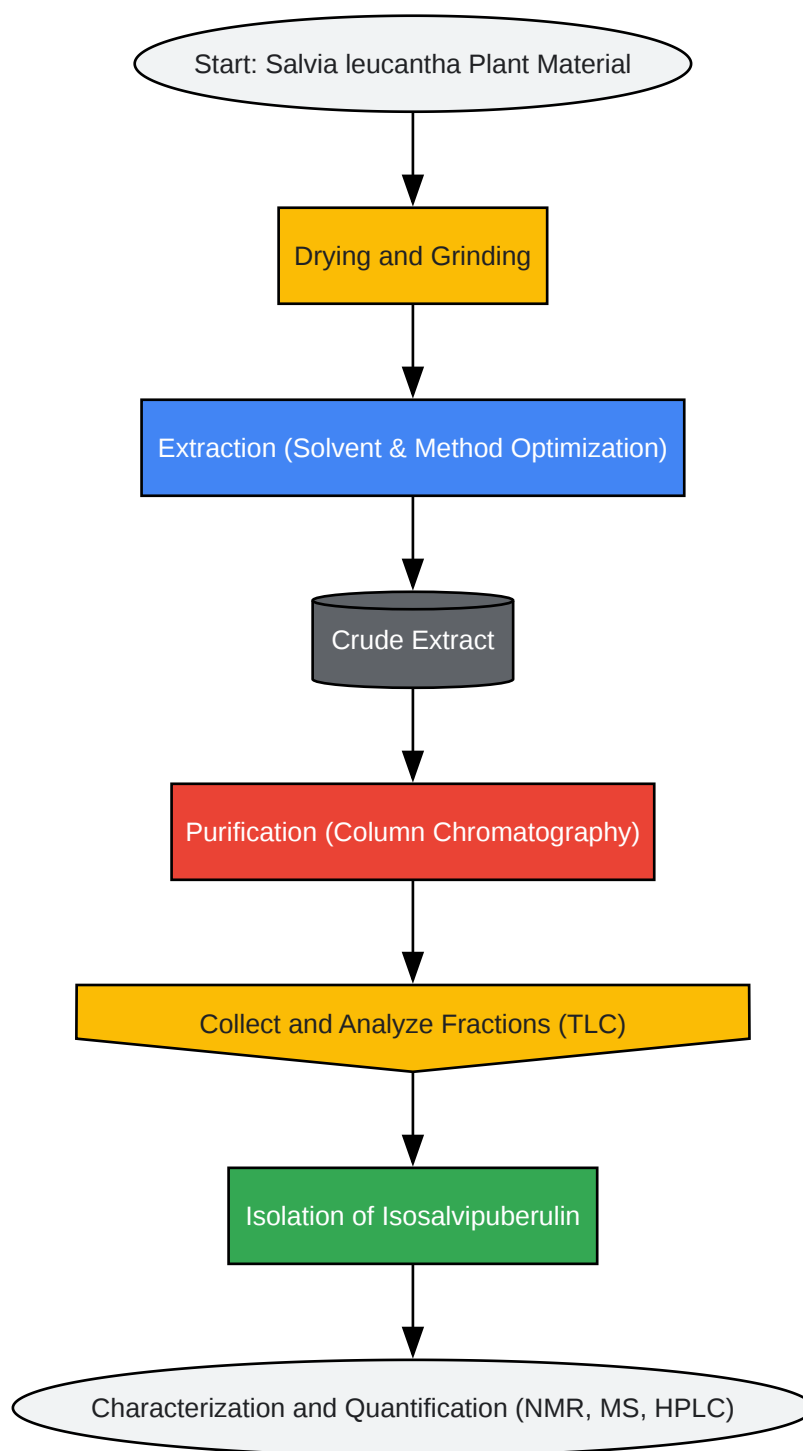 Start: Salvia leucantha Plant Material
Drying and Grinding
Extraction (Solvent & Method Optimization)
Crude Extract
Purification (Column Chromatography)
Collect and Analyze Fractions (TLC)
Isolation of Isosalvipuberulin
Characterization and Quantification (NMR, MS, HPLC)